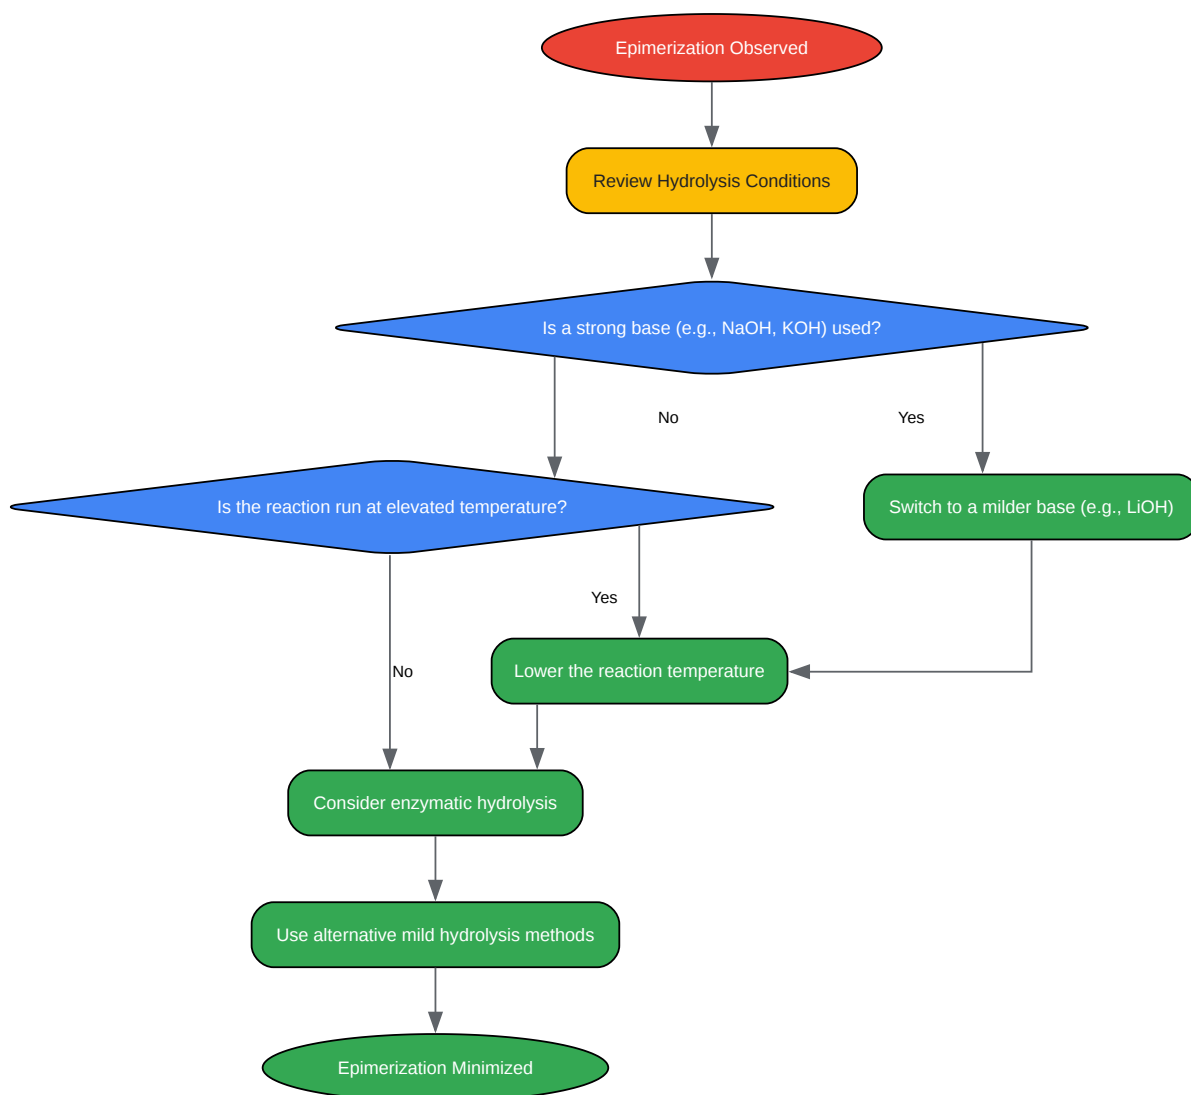 Epimerization Observed
Review Hydrolysis Conditions
Is a strong base (e.g., NaOH, KOH) used?
No
Yes
Is the reaction run at elevated temperature?
Switch to a milder base (e.g., LiOH)
Yes
No
Lower the reaction temperature
Consider enzymatic hydrolysis
Use alternative mild hydrolysis methods
Epimerization Minimized